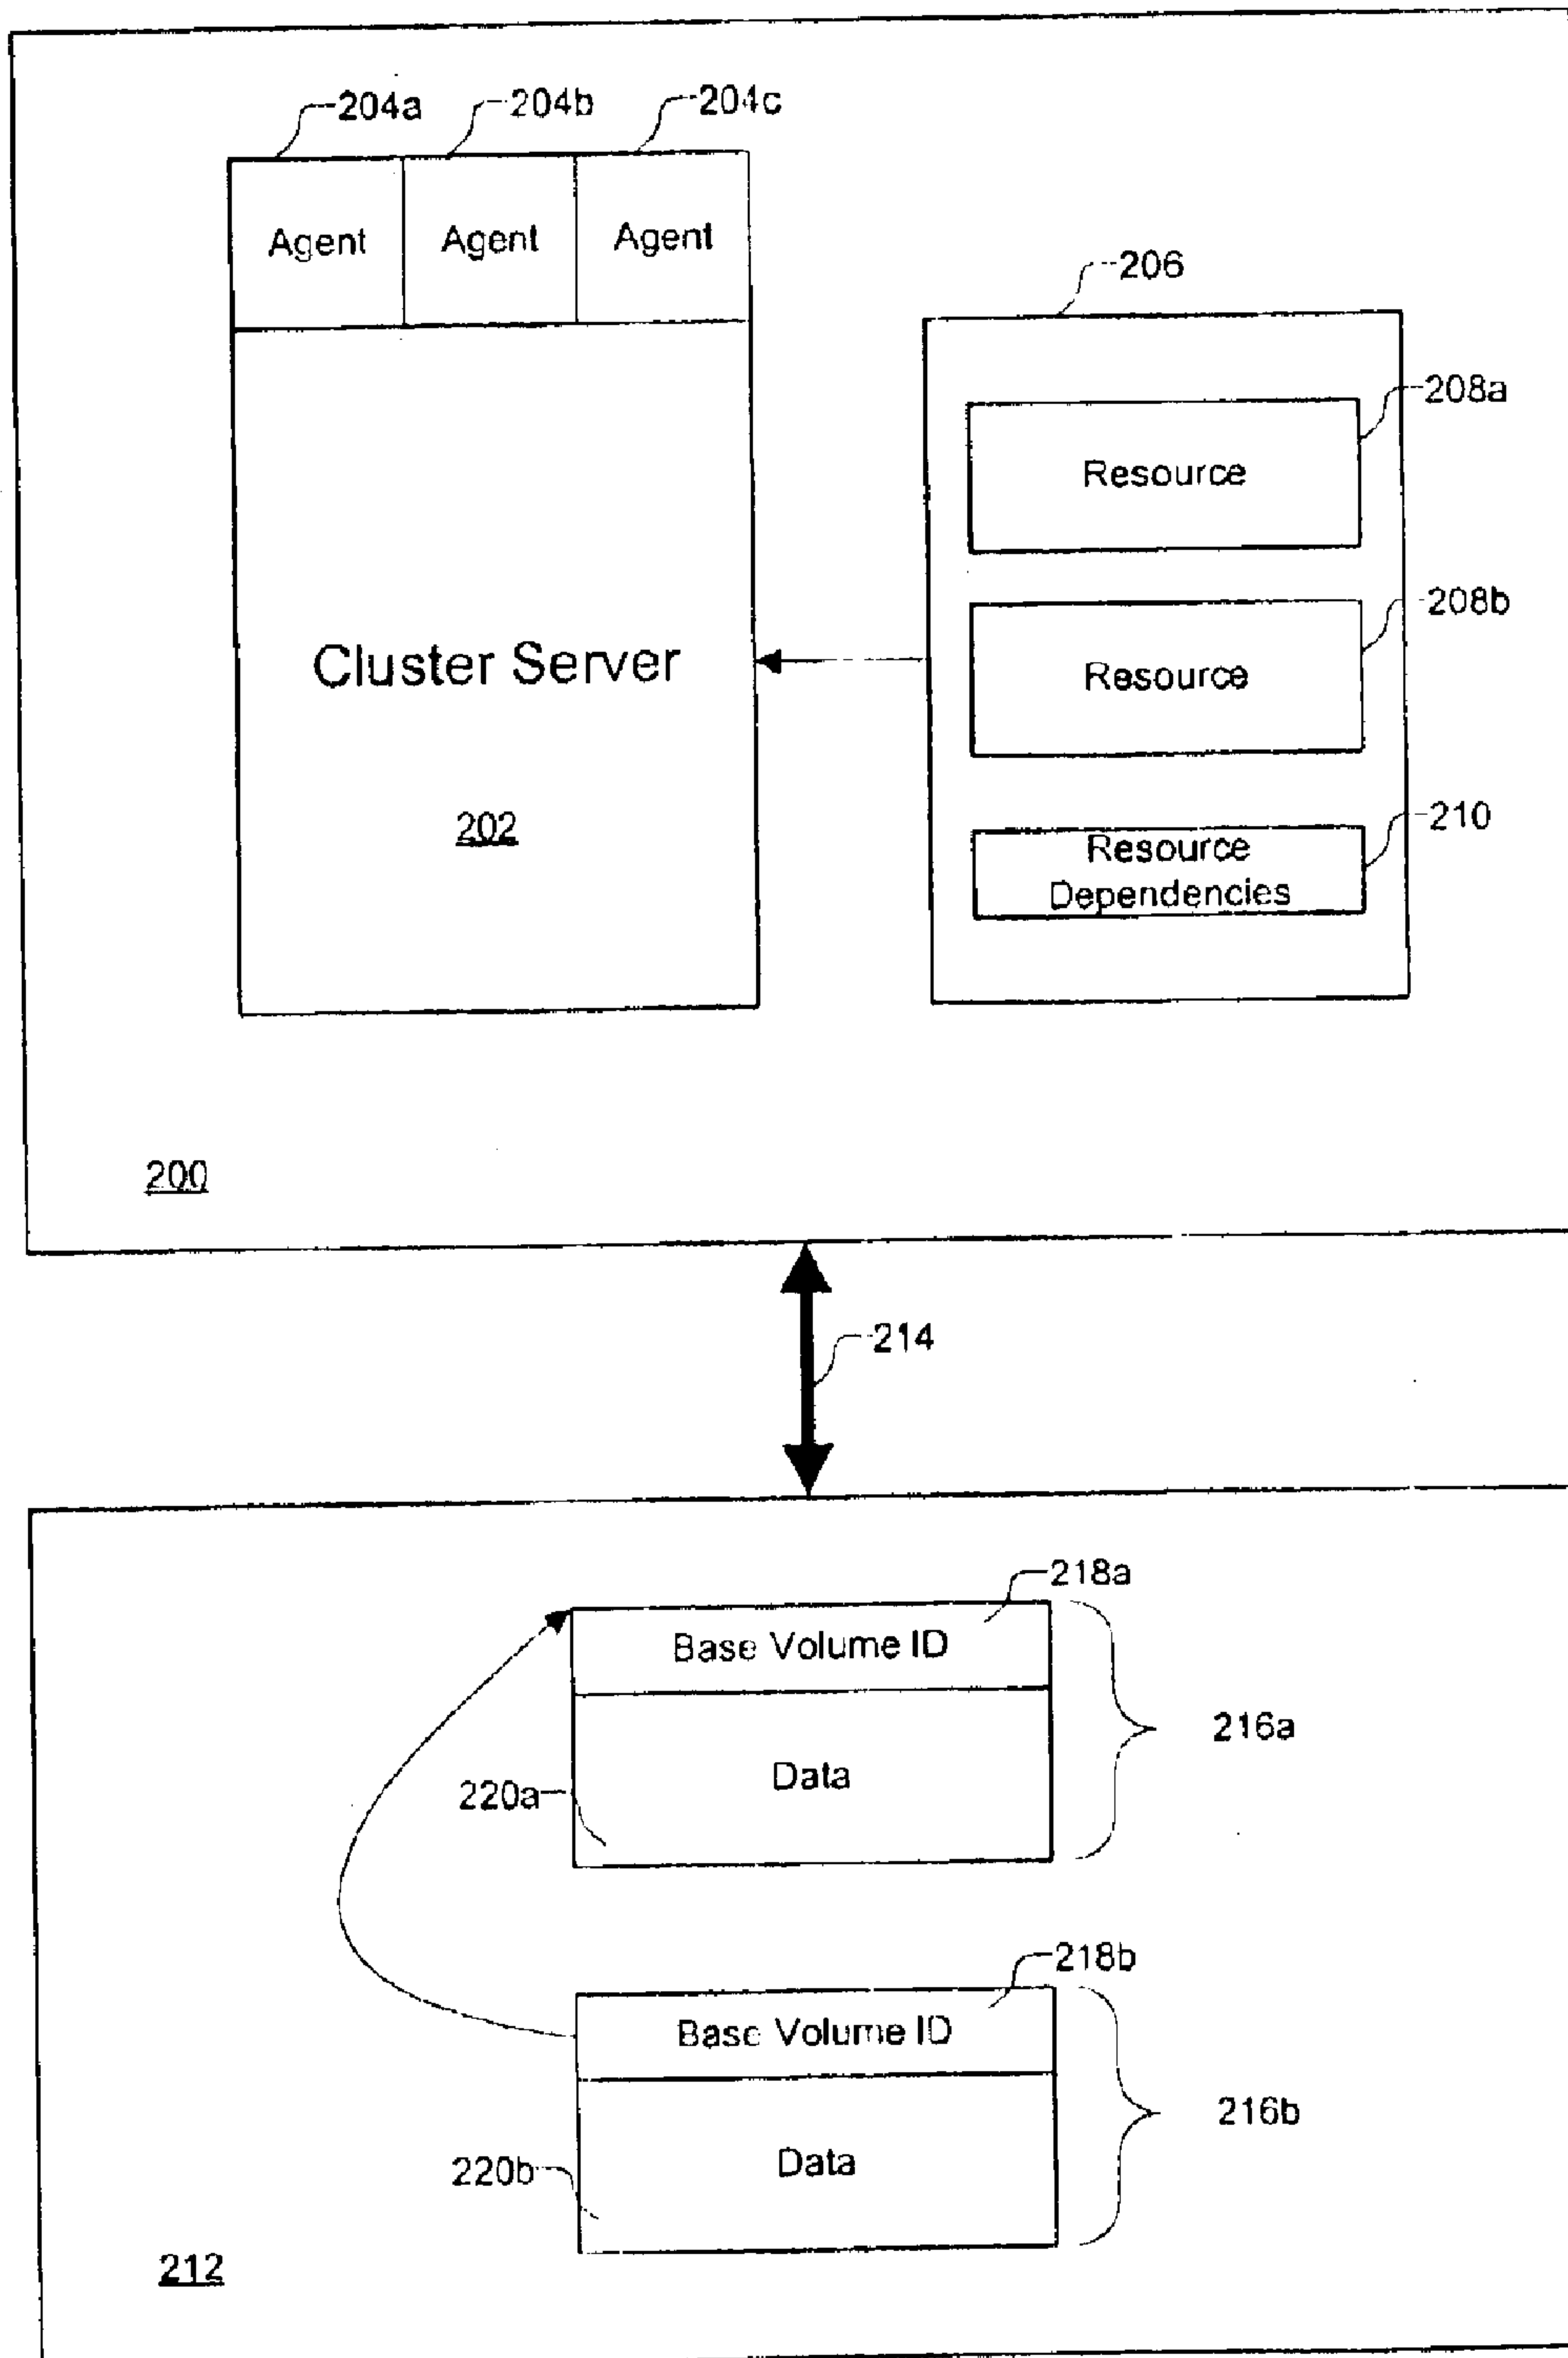 204a
204b
204c
Agent
Agent
Agent
206
208a
Resource
208b
Cluster Server
Resource
202
210
Resource
Dependencies
200
214
218a
Base Volume ID
216a
Data
220a
218b
Base Volume ID
216b
Data
220b
212